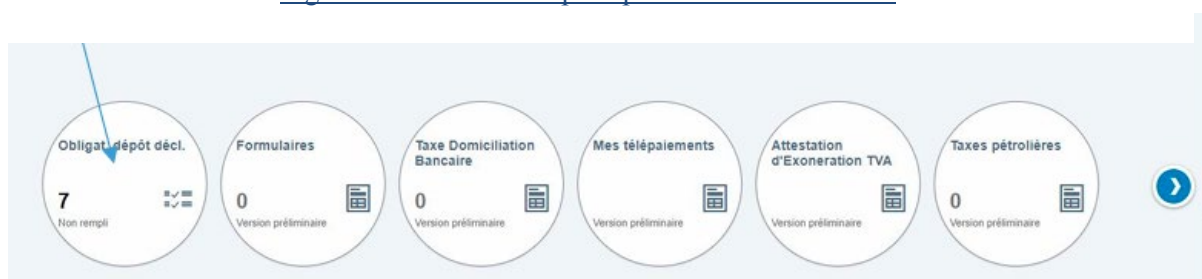 Obligat. dépôt décl.
7
Non rempli
Formulaires
0
Version préliminaire
Taxe Domiciliation
Bancaire
0
Version préliminaire
Mes télépaiements
Version préliminaire
Attestation
d'Exoneration TVA
Version préliminaire
Taxes pétrolières
0
Version préliminaire